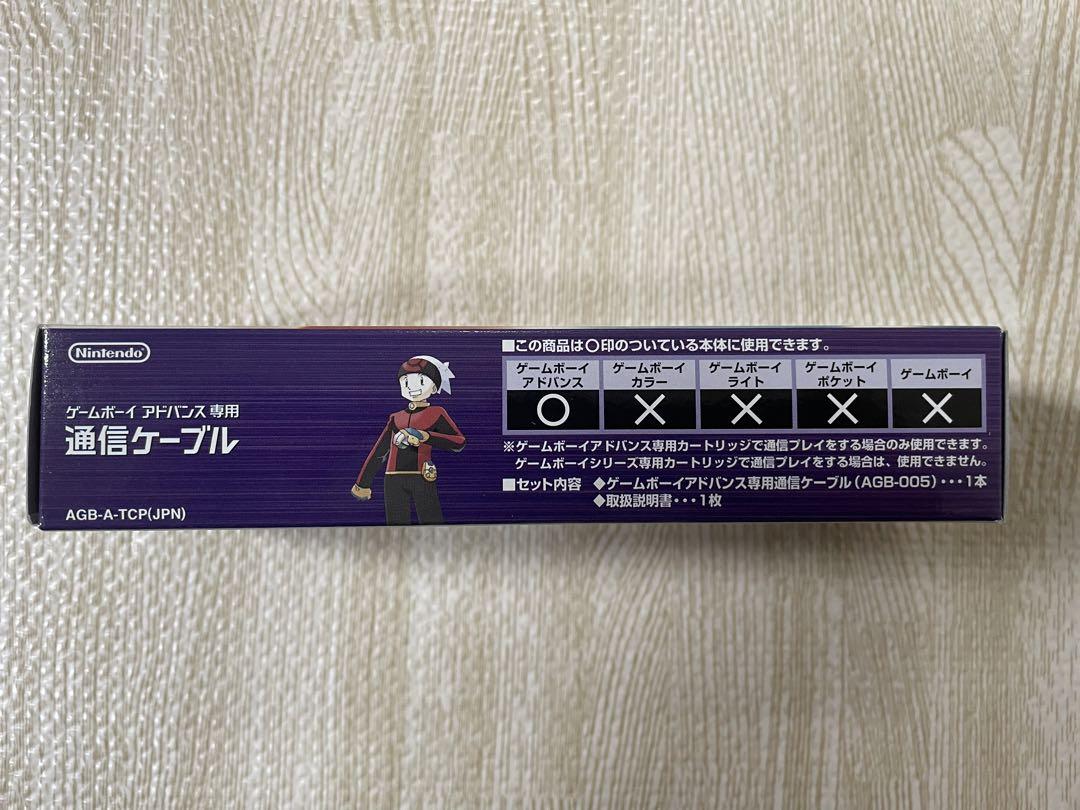 Nintendo
ゲームボーイ アドバンス 専用
通信ケーブル
AGB-A-TCP(JPN)
■この商品は〇印のついている本体に使用できます。
ゲームボーイ アドバンス
ゲームボーイ カラー
ゲームボーイ ライト
ゲームボーイ ポケット
ゲームボーイ
〇 × × × ×
※ゲームボーイアドバンス専用カートリッジで通信プレイをする場合のみ使用できます。
ゲームボーイシリーズ専用カートリッジで通信プレイをする場合は、使用できません。
■セット内容 ◆ゲームボーイアドバンス専用通信ケーブル(AGB-005)・・・1本
◆取扱説明書・・・1枚